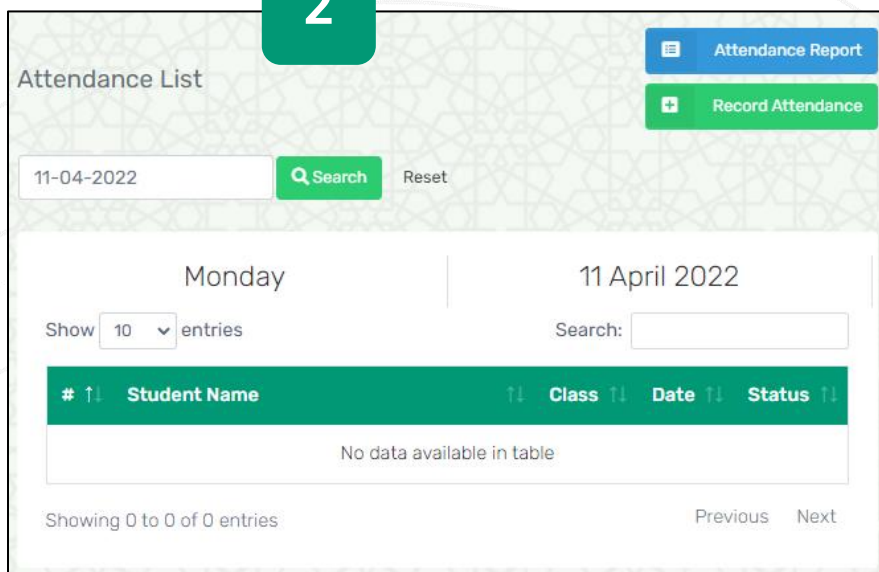 2
Attendance Report
Attendance List
Record Attendance
11-04-2022 Search Reset
Monday 11 April 2022
Show 10 entries Search:
# Student Name Class Date Status
No data available in table
Showing 0 to 0 of 0 entries Previous Next